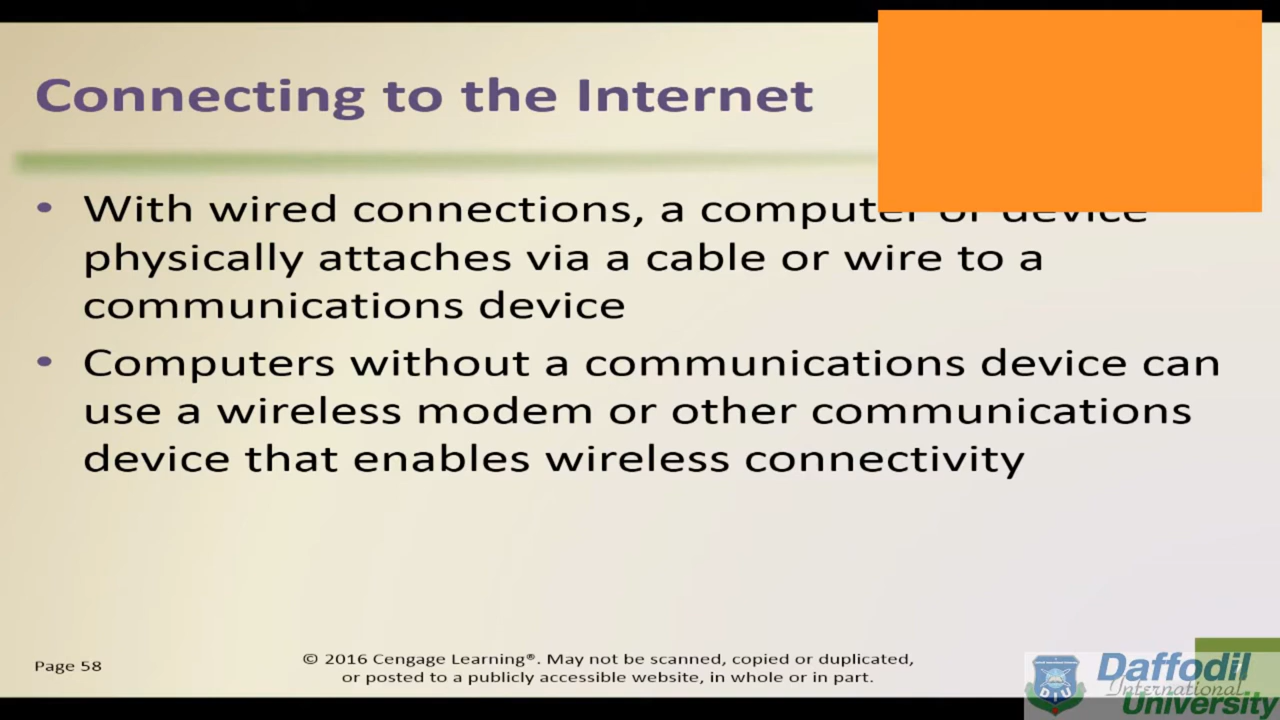 Connecting to the Internet
• With wired connections, a computer or device
physically attaches via a cable or wire to a
communications device
• Computers without a communications device can
use a wireless modem or other communications
device that enables wireless connectivity
Page 58
© 2016 Cengage Learning®. May not be scanned, copied or duplicated,
or posted to a publicly accessible website, in whole or in part.
DIU
Daffodil
International
University